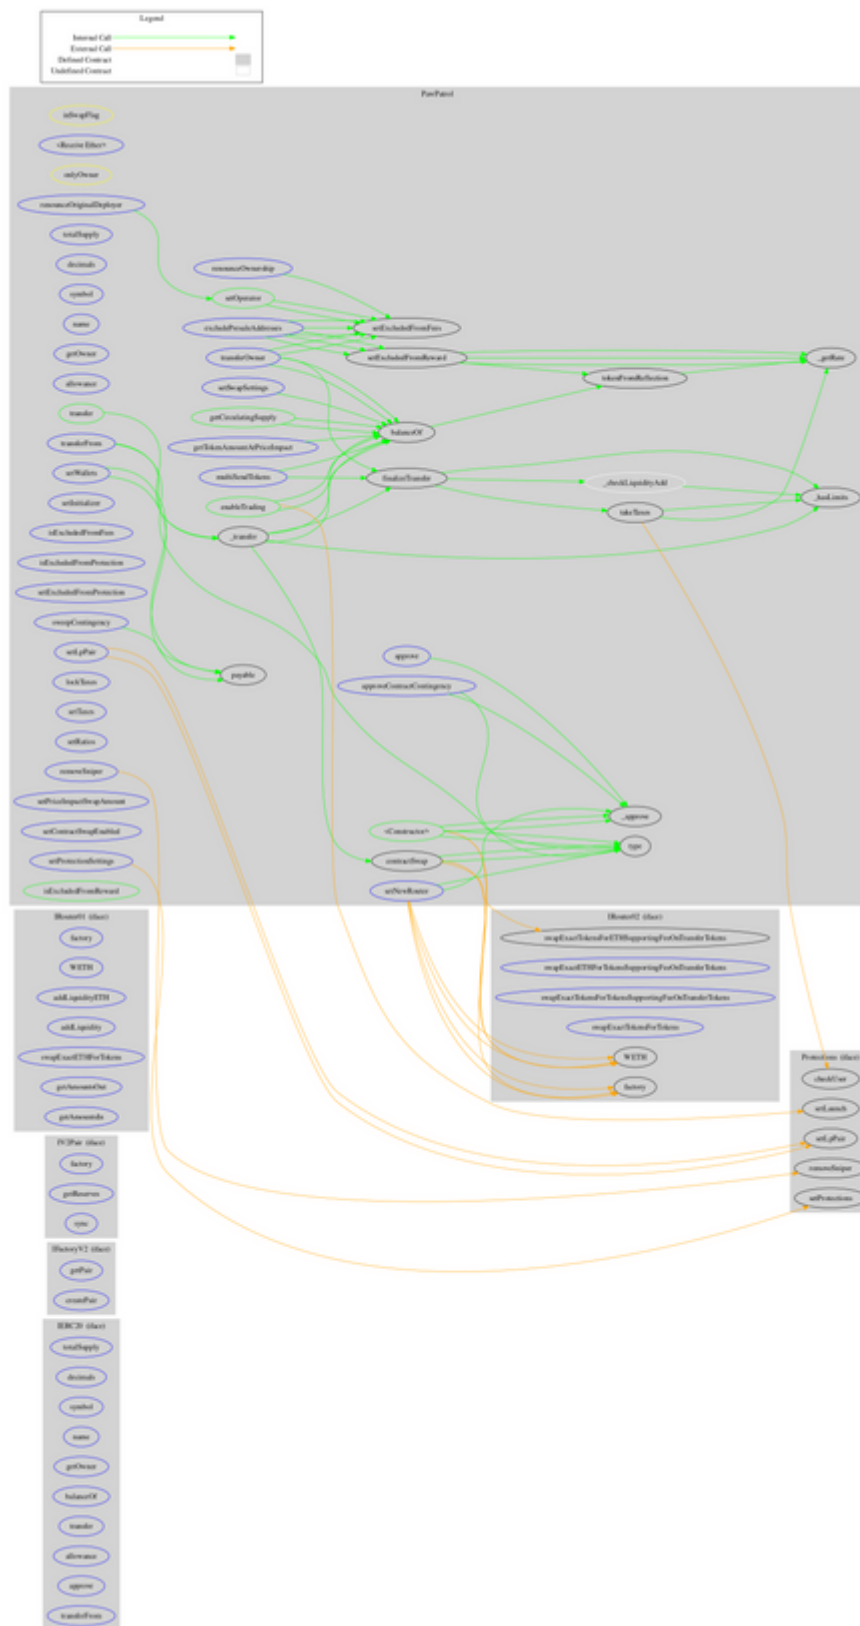 Legend
Internal Call
External Call
Defined Contract
Undefined Contract
PawPatrol
inSwapFlag
<Receive Ether>
onlyOwner
renounceOriginalDeployer
totalSupply
decimals
symbol
name
getOwner
allowance
transfer
transferFrom
setWallets
setInitializer
isExcludedFromFees
isExcludedFromProtection
setExcludedFromProtection
sweepContingency
setLpPair
lockTaxes
setTaxes
setRatios
removeSniper
setPriceImpactSwapAmount
setContractSwapEnabled
setProtectionSettings
isExcludedFromReward
renounceOwnership
setOperator
excludePresaleAddresses
transferOwner
setSwapSettings
getCirculatingSupply
getTokenAmountAtPriceImpact
multiSendTokens
enableTrading
_transfer
payable
setExcludedFromFees
setExcludedFromReward
balanceOf
finalizeTransfer
approve
approveContractContingency
<Constructor>
contractSwap
setNewRouter
tokenFromReflection
_checkLiquidityAdd
takeTaxes
_approve
type
_getRate
_hasLimits
IRouter01 (iface)
factory
WETH
addLiquidityETH
addLiquidity
swapExactETHForTokens
getAmountsOut
getAmountsIn
IRouter02 (iface)
swapExactTokensForETHSupportingFeeOnTransferTokens
swapExactETHForTokensSupportingFeeOnTransferTokens
swapExactTokensForTokensSupportingFeeOnTransferTokens
swapExactTokensForTokens
WETH
factory
Protections (iface)
checkUser
setLaunch
setLpPair
removeSniper
setProtections
IV2Pair (iface)
factory
getReserves
sync
IFactoryV2 (iface)
getPair
createPair
IERC20 (iface)
totalSupply
decimals
symbol
name
getOwner
balanceOf
transfer
allowance
approve
transferFrom